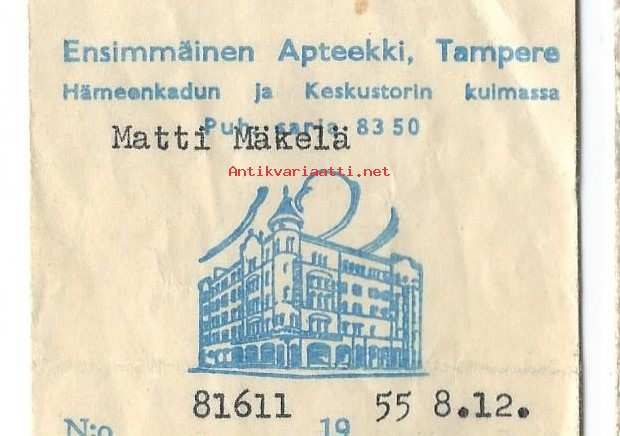 Ensimmäinen Apteekki, Tampere
Hämeenkadun ja Keskustorin kulmassa
Puh. sarja 83 50
Matti Mäkelä
Antikvariaatti.net
81611 55 8.12.
N:o 19